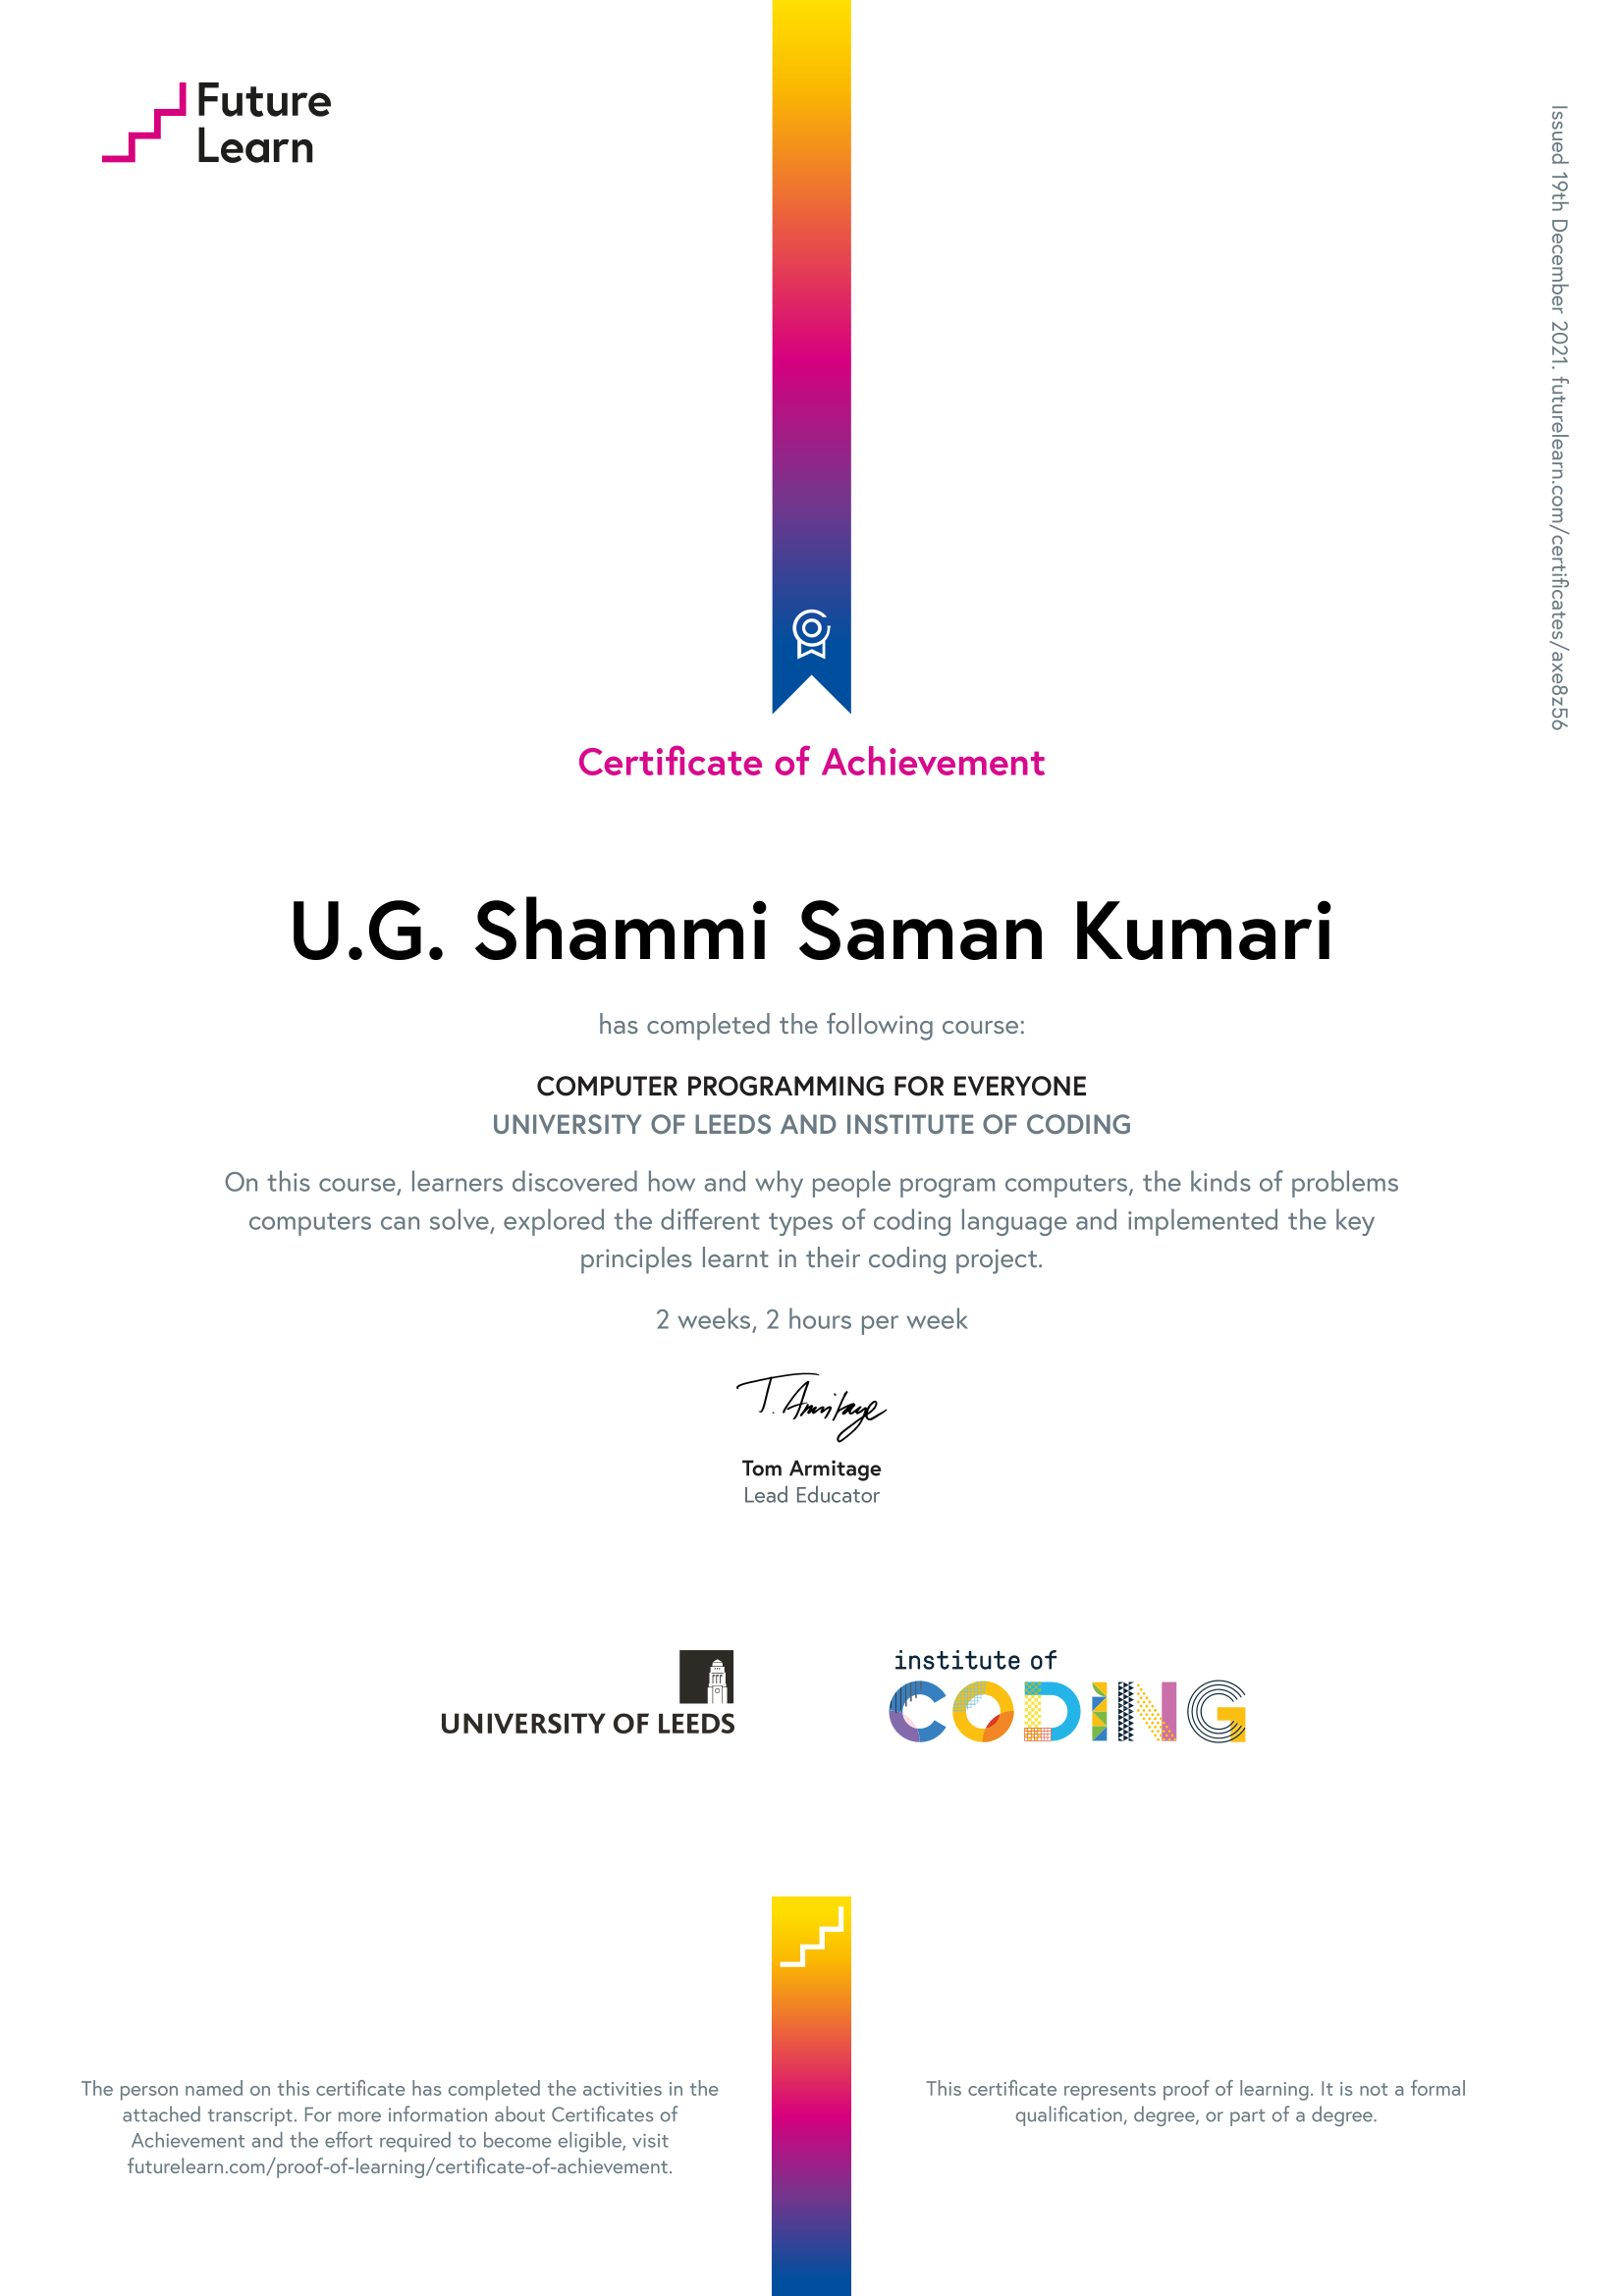 Future
Learn
Issued 19th December 2021. futurelearn.com/certificates/axe8z56
Certificate of Achievement
U.G. Shammi Saman Kumari
has completed the following course:
COMPUTER PROGRAMMING FOR EVERYONE
UNIVERSITY OF LEEDS AND INSTITUTE OF CODING
On this course, learners discovered how and why people program computers, the kinds of problems
computers can solve, explored the different types of coding language and implemented the key
principles learnt in their coding project.
2 weeks, 2 hours per week
T. Armitage
Tom Armitage
Lead Educator
UNIVERSITY OF LEEDS
institute of
CODING
The person named on this certificate has completed the activities in the
attached transcript. For more information about Certificates of
Achievement and the effort required to become eligible, visit
futurelearn.com/proof-of-learning/certificate-of-achievement.
This certificate represents proof of learning. It is not a formal
qualification, degree, or part of a degree.